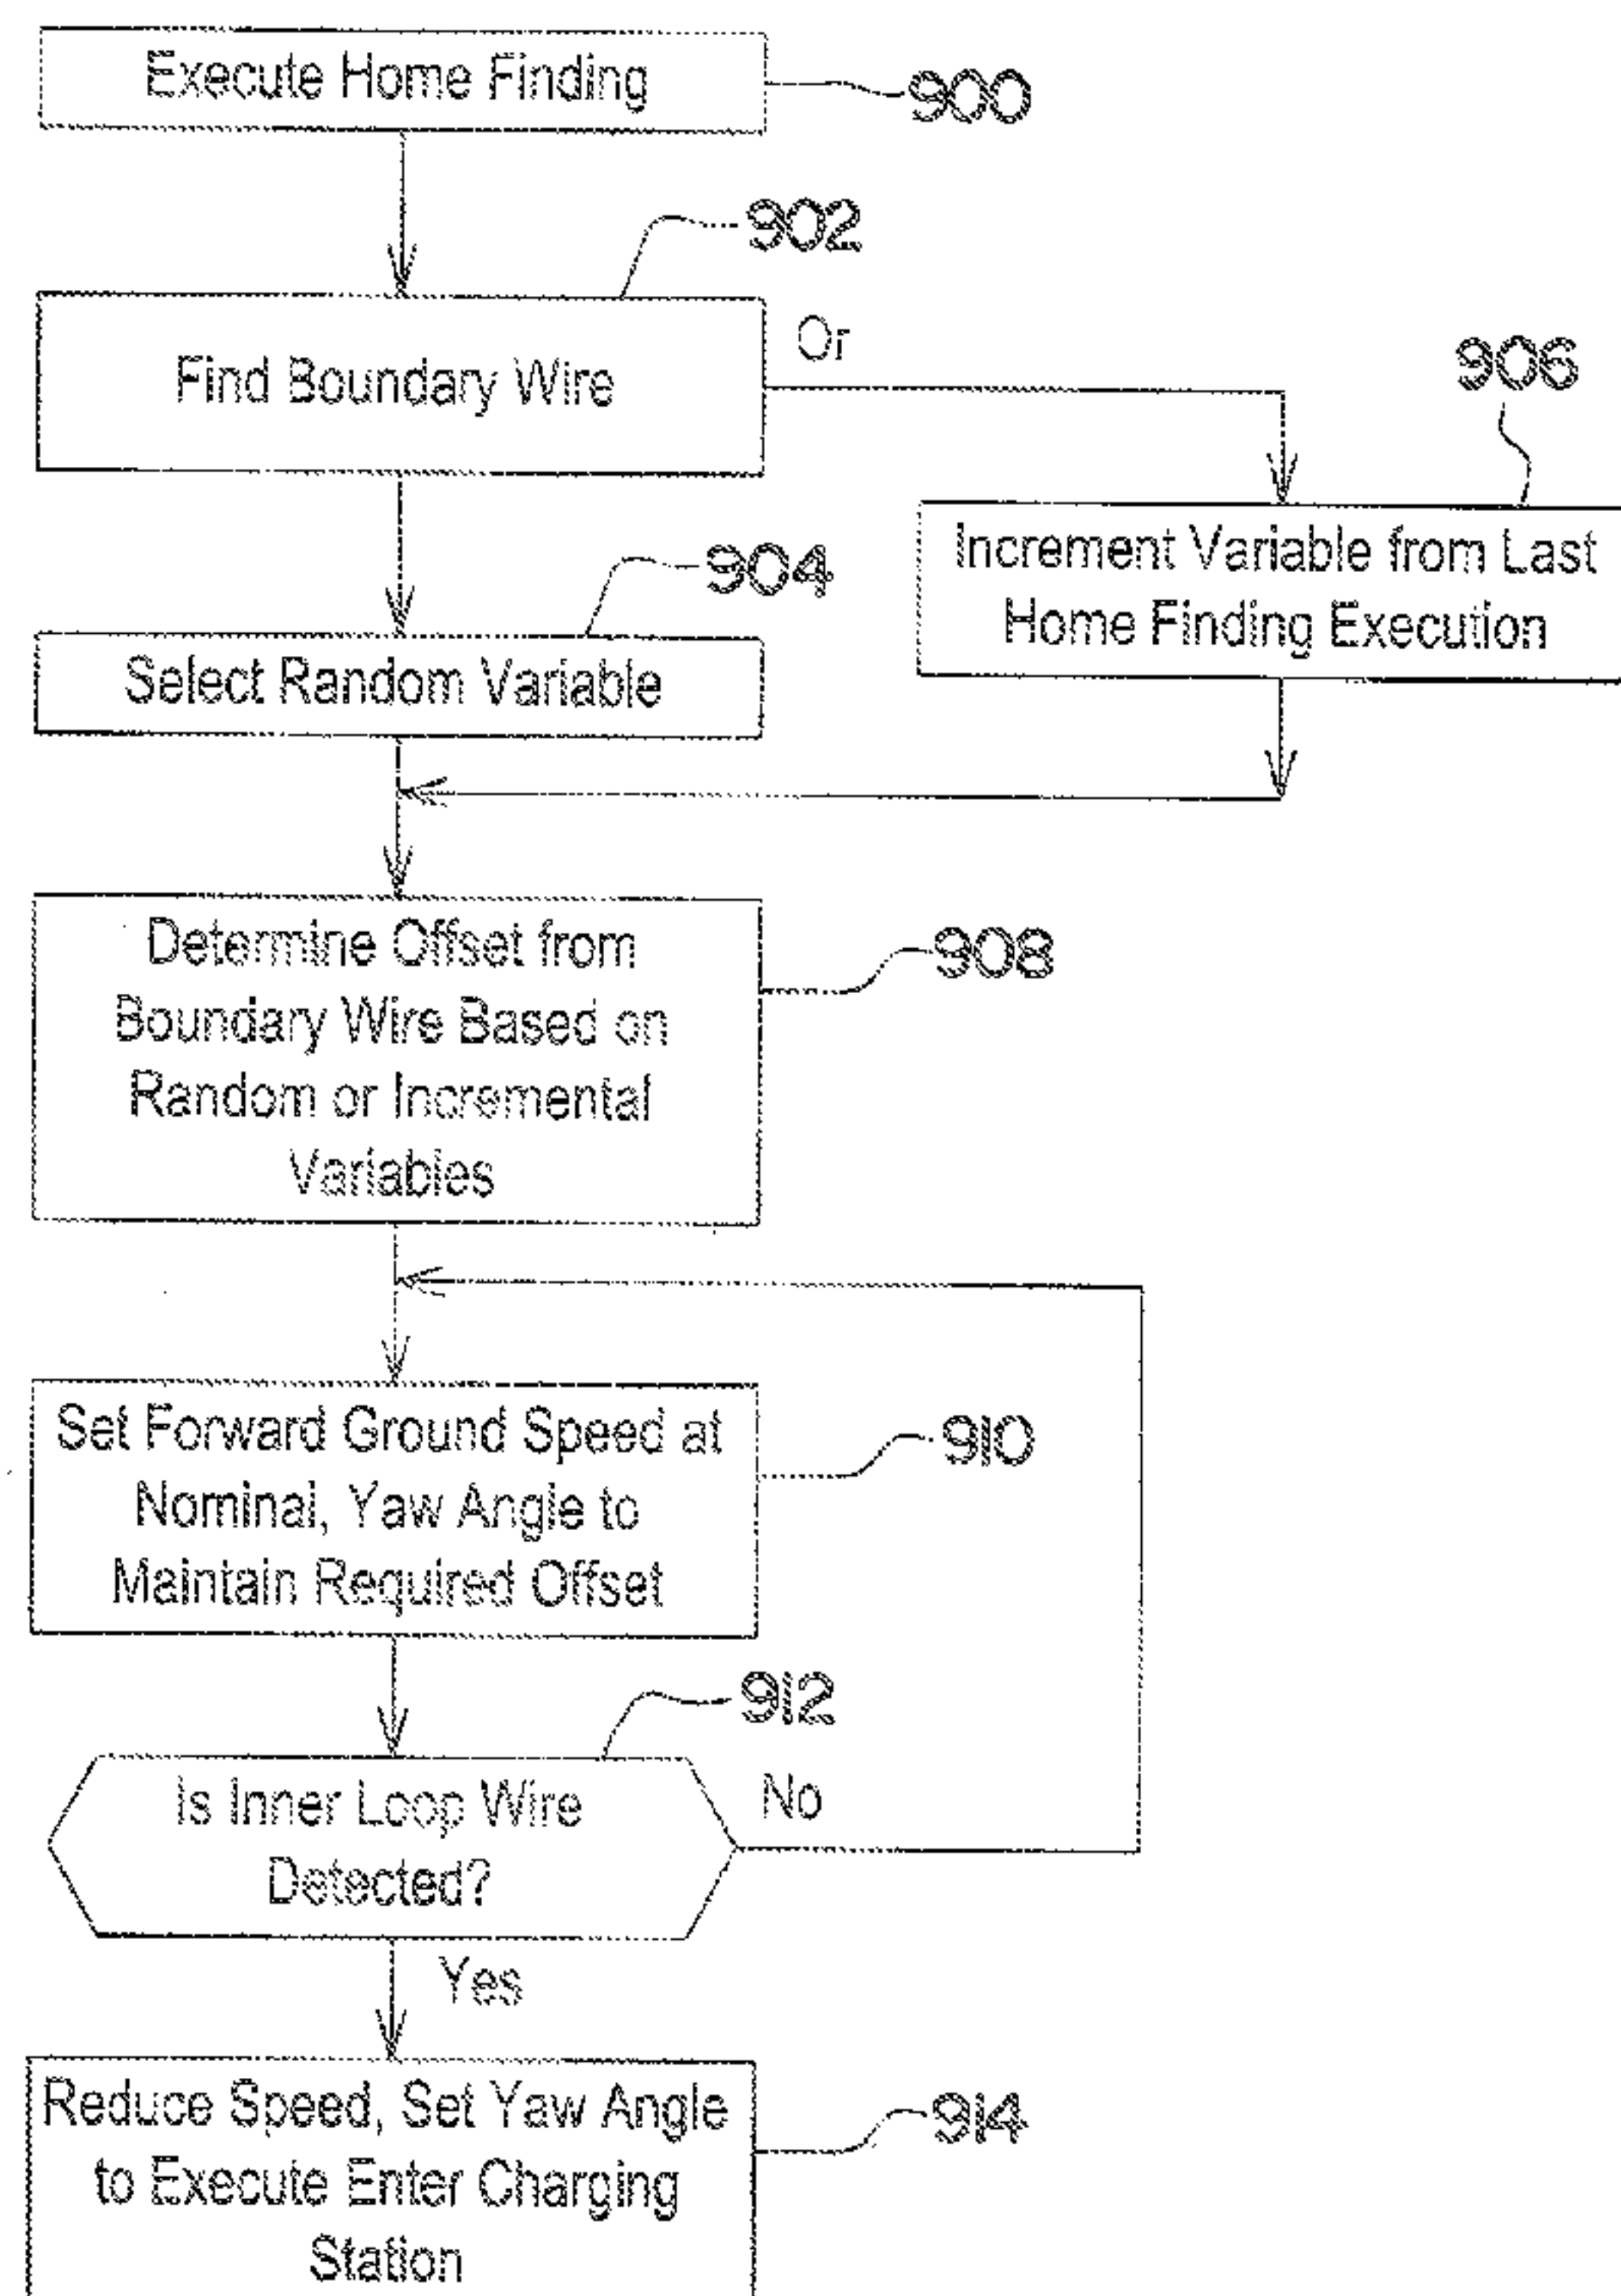 Execute Home Finding
900
902
Find Boundary Wire
Or
906
Increment Variable from Last
Home Finding Execution
904
Select Random Variable
Determine Offset from
Boundary Wire Based on
Random or Incremental
Variables
908
Set Forward Ground Speed at
Nominal, Yaw Angle to
Maintain Required Offset
910
912
Is Inner Loop Wire
Detected?
No
Yes
Reduce Speed, Set Yaw Angle
to Execute Enter Charging
Station
914